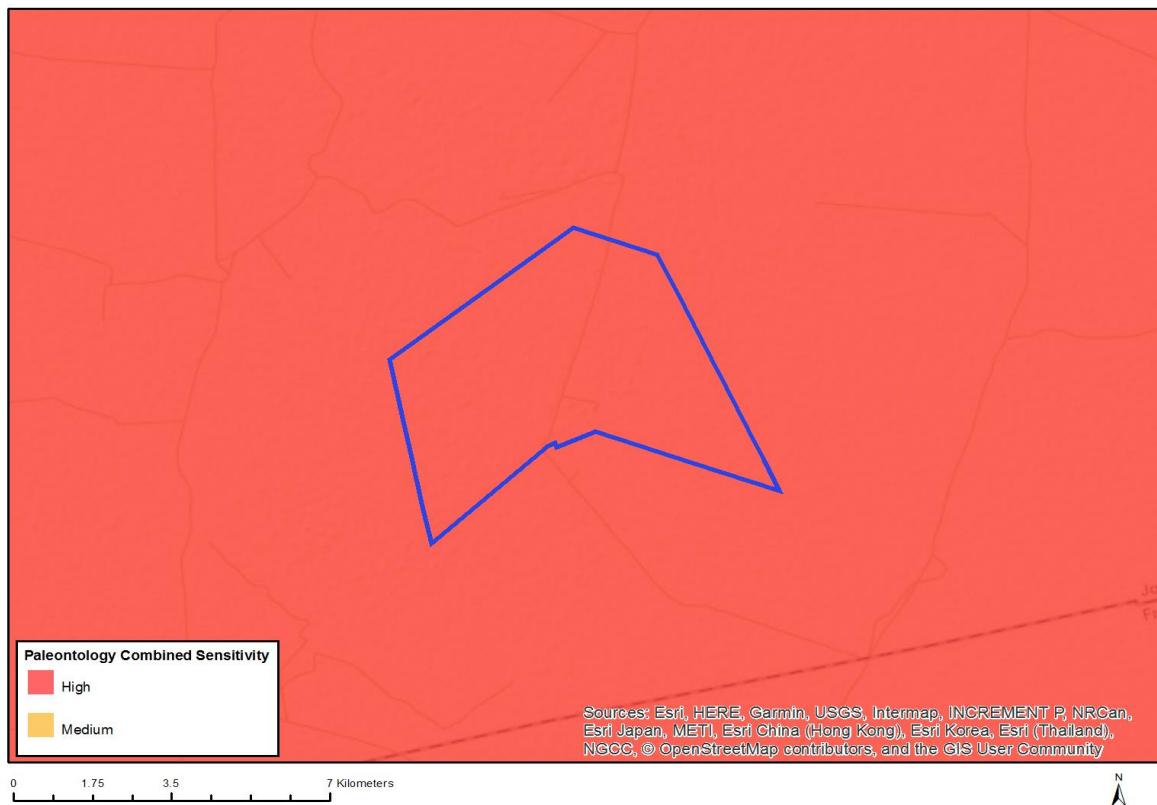 Jo
Fr
Paleontology Combined Sensitivity
High
Medium
Sources: Esri, HERE, Garmin, USGS, Intermap, INCREMENT P, NRCan,
Esri Japan, METI, Esri China (Hong Kong), Esri Korea, Esri (Thailand),
NGCC, © OpenStreetMap contributors, and the GIS User Community
0 1.75 3.5 7 Kilometers
N